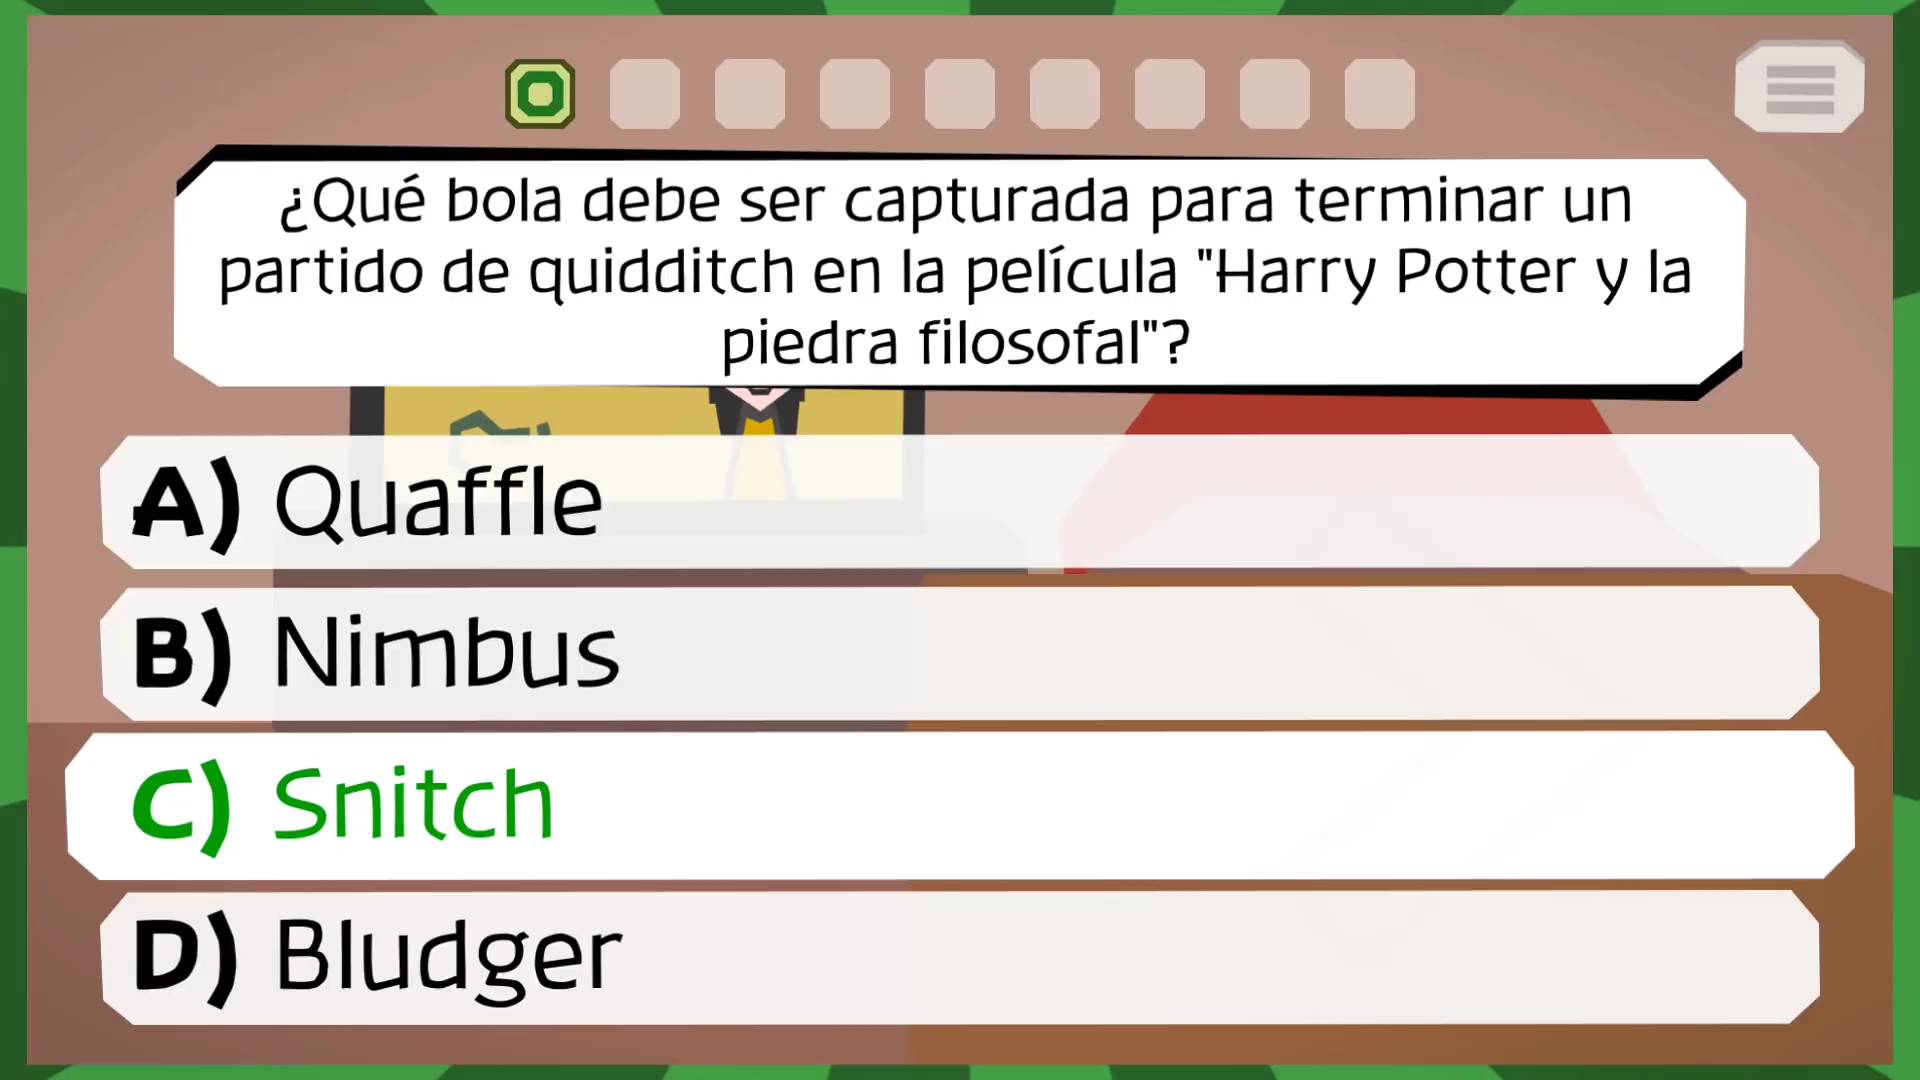 ¿Qué bola debe ser capturada para terminar un
partido de quidditch en la película "Harry Potter y la
piedra filosofal"?
A) Quaffle
B) Nimbus
C) Snitch
D) Bludger